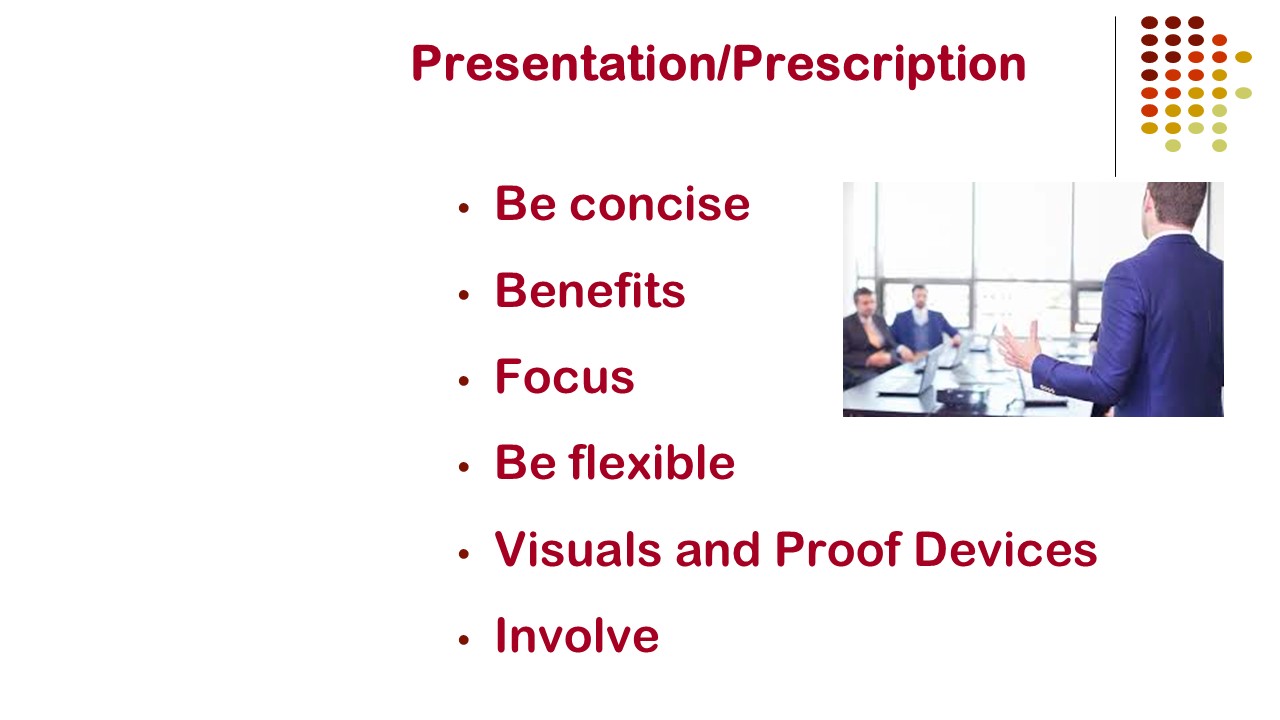 Presentation/Prescription
• Be concise
• Benefits
• Focus
• Be flexible
• Visuals and Proof Devices
• Involve